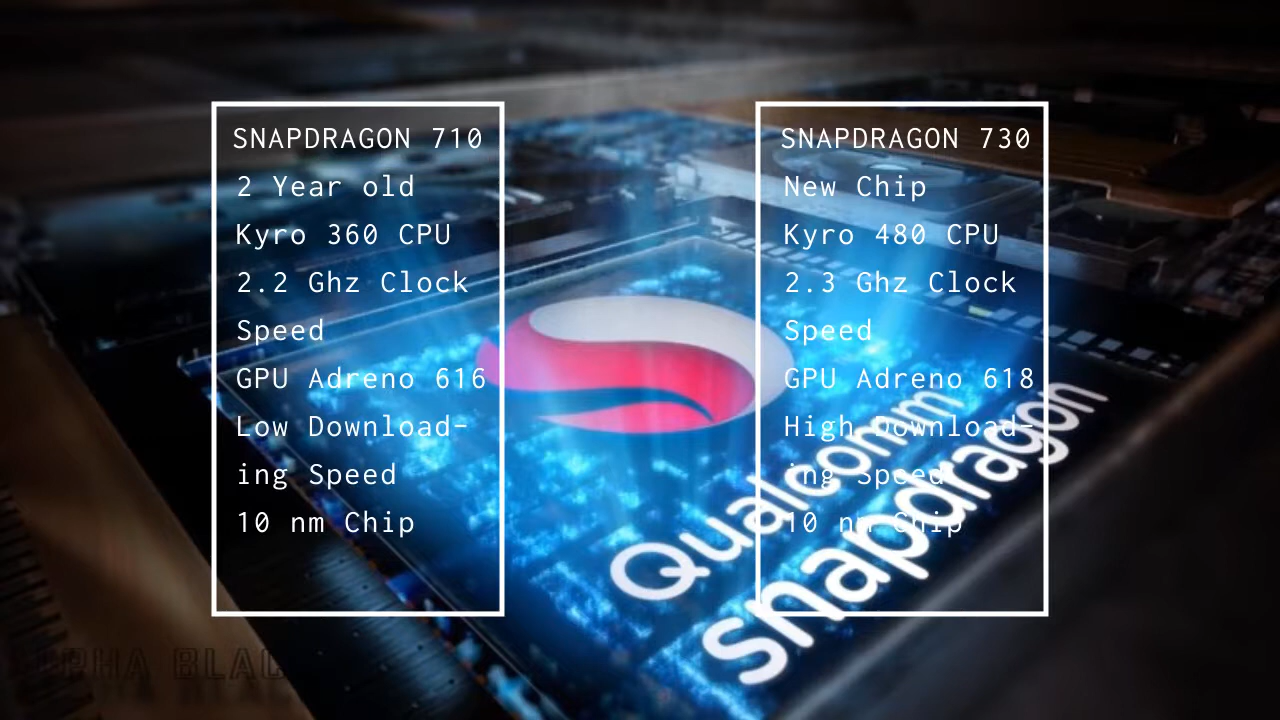 SNAPDRAGON 710
2 Year old
Kyro 360 CPU
2.2 Ghz Clock
Speed
GPU Adreno 616
Low Download-
ing Speed
10 nm Chip
SNAPDRAGON 730
New Chip
Kyro 480 CPU
2.3 Ghz Clock
Speed
GPU Adreno 618
High Download-
ing Speed
10 nm Chip
Qualcomm
snapdragon